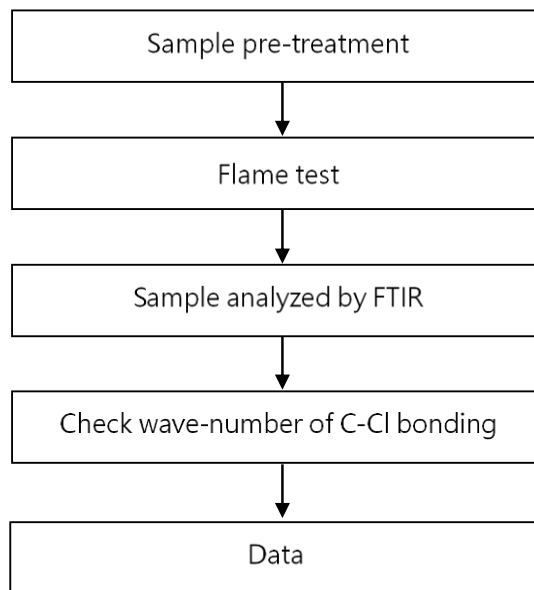 Sample pre-treatment
Flame test
Sample analyzed by FTIR
Check wave-number of C-Cl bonding
Data